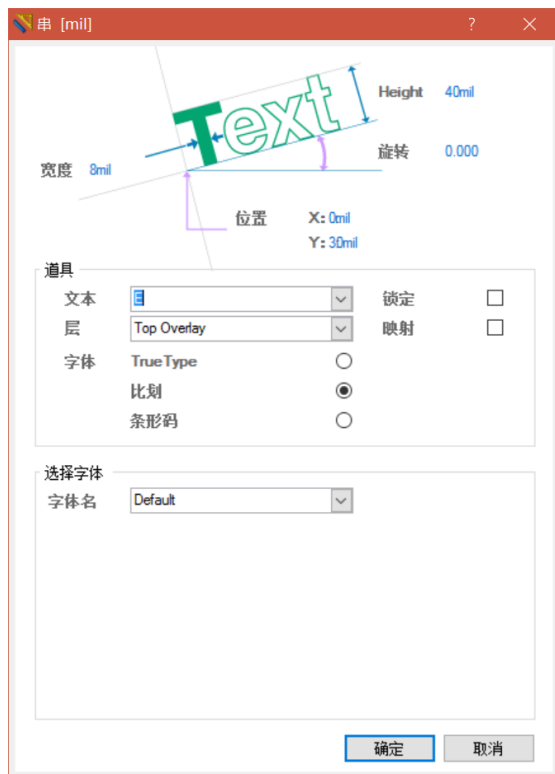 串 [mil]
Text
Height 40mil
旋转 0.000
宽度 8mil
位置 X: 0mil
Y: 30mil
道具
文本 E 锁定
层 Top Overlay 映射
字体 TrueType
比划
条形码
选择字体
字体名 Default
确定 取消